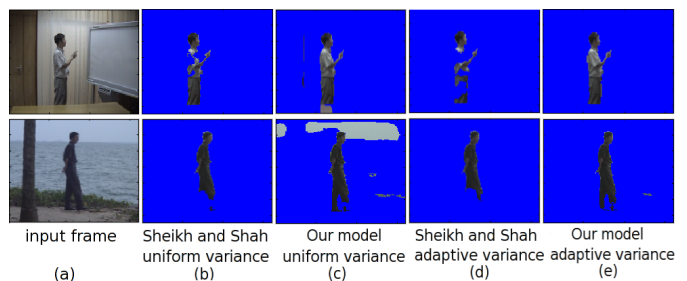 input frame
Sheikh and Shah
uniform variance
Our model
uniform variance
Sheikh and Shah
adaptive variance
Our model
adaptive variance
(a)
(b)
(c)
(d)
(e)